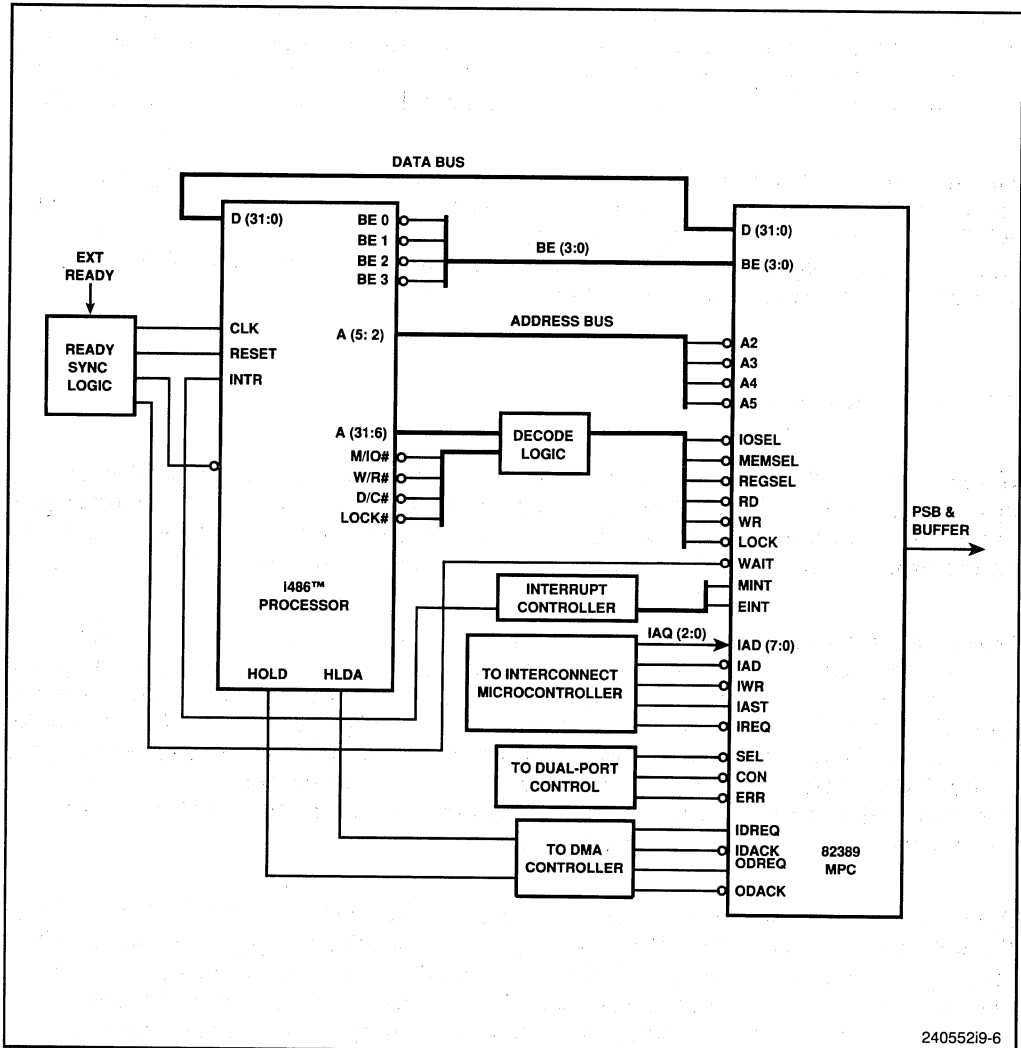 DATA BUS
D (31:0)
BE 0
BE 1
BE 2
BE 3
BE (3:0)
D (31:0)
BE (3:0)
EXT
READY
READY
SYNC
LOGIC
CLK
RESET
INTR
A (5: 2)
ADDRESS BUS
A2
A3
A4
A5
A (31:6)
M/IO#
W/R#
D/C#
LOCK#
DECODE
LOGIC
IOSEL
MEMSEL
REGSEL
RD
WR
LOCK
WAIT
MINT
EINT
PSB &
BUFFER
i486™
PROCESSOR
INTERRUPT
CONTROLLER
IAQ (2:0)
IAD (7:0)
IAD
IWR
IAST
IREQ
TO INTERCONNECT
MICROCONTROLLER
HOLD
HLDA
TO DUAL-PORT
CONTROL
SEL
CON
ERR
TO DMA
CONTROLLER
IDREQ
IDACK
ODREQ
ODACK
82389
MPC
240552i9-6